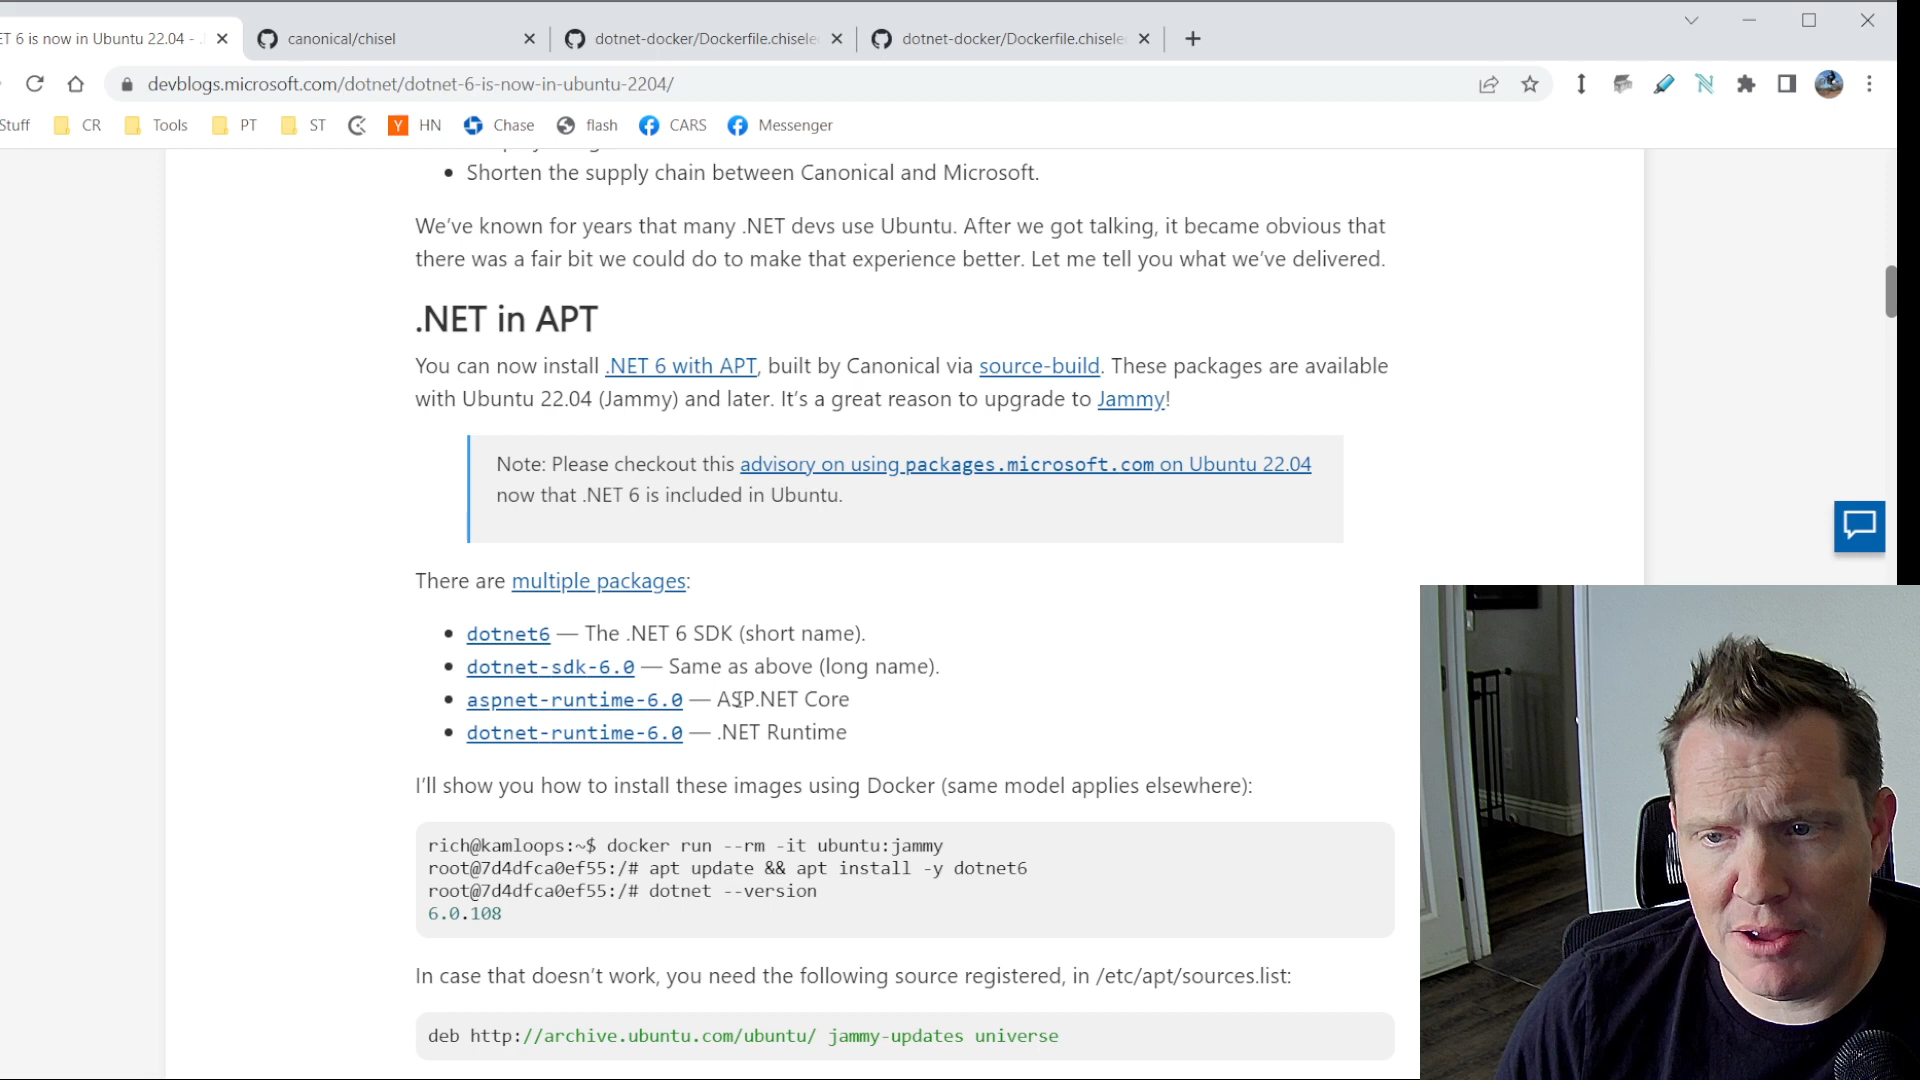 ET 6 is now in Ubuntu 22.04 -
canonical/chisel
dotnet-docker/Dockerfile.chisele
dotnet-docker/Dockerfile.chisele
devblogs.microsoft.com/dotnet/dotnet-6-is-now-in-ubuntu-2204/
Stuff
CR
Tools
PT
ST
Y
HN
Chase
flash
CARS
Messenger
• Shorten the supply chain between Canonical and Microsoft.
We’ve known for years that many .NET devs use Ubuntu. After we got talking, it became obvious that
there was a fair bit we could do to make that experience better. Let me tell you what we’ve delivered.
.NET in APT
You can now install .NET 6 with APT, built by Canonical via source-build. These packages are available
with Ubuntu 22.04 (Jammy) and later. It’s a great reason to upgrade to Jammy!
Note: Please checkout this advisory on using packages.microsoft.com on Ubuntu 22.04
now that .NET 6 is included in Ubuntu.
There are multiple packages:
• dotnet6 — The .NET 6 SDK (short name).
• dotnet-sdk-6.0 — Same as above (long name).
• aspnet-runtime-6.0 — ASP.NET Core
• dotnet-runtime-6.0 — .NET Runtime
I’ll show you how to install these images using Docker (same model applies elsewhere):
rich@kamloops:~$ docker run --rm -it ubuntu:jammy
root@7d4dfca0ef55:/# apt update && apt install -y dotnet6
root@7d4dfca0ef55:/# dotnet --version
6.0.108
In case that doesn’t work, you need the following source registered, in /etc/apt/sources.list:
deb http://archive.ubuntu.com/ubuntu/ jammy-updates universe